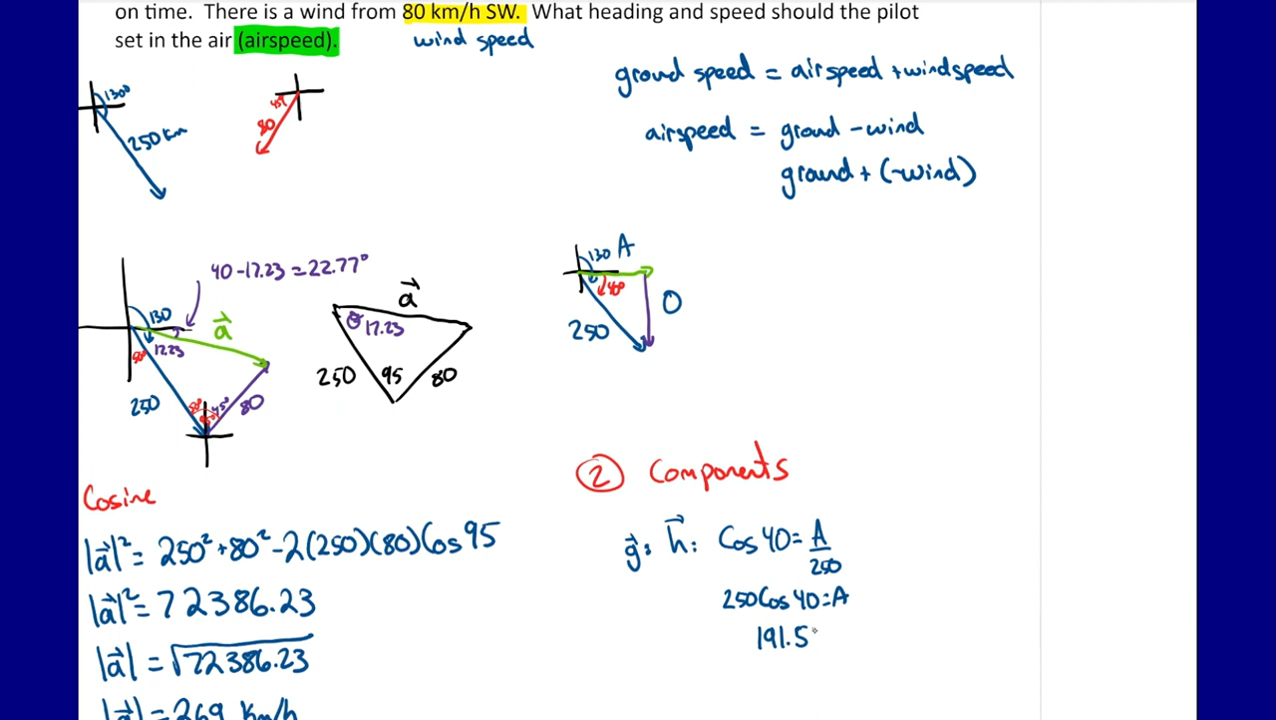 on time. There is a wind from 80 km/h SW. What heading and speed should the pilot
set in the air (airspeed).
wind speed
130°
250 km
45°
80
ground speed = airspeed + windspeed
airspeed = ground - wind
ground + (-wind)
40 - 17.23 = 22.77°
130
a
17.23
250
45°
80
a
θ 17.23
250
95
80
130
A
40°
250
O
Cosine
|a|² = 250² + 80² - 2(250)(80) Cos 95
|a|² = 72386.23
|a| = √72386.23
|a| = 269 km/h
② Components
g: h: Cos 40 = A/250
250 Cos 40 = A
191.5